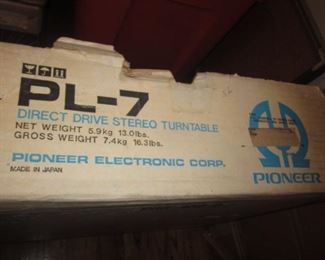 PL-7
DIRECT DRIVE STEREO TURNTABLE
NET WEIGHT 5.9kg 13.0lbs.
GROSS WEIGHT 7.4kg 16.3lbs.
PIONEER ELECTRONIC CORP.
MADE IN JAPAN
PIONEER